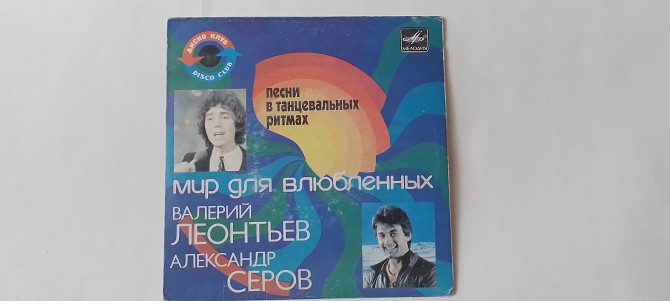 ДИСКО КЛУБ
DISCO CLUB
МЕЛОДИЯ
песни
в танцевальных
ритмах
мир для влюбленных
ВАЛЕРИЙ
ЛЕОНТЬЕВ
АЛЕКСАНДР
СЕРОВ